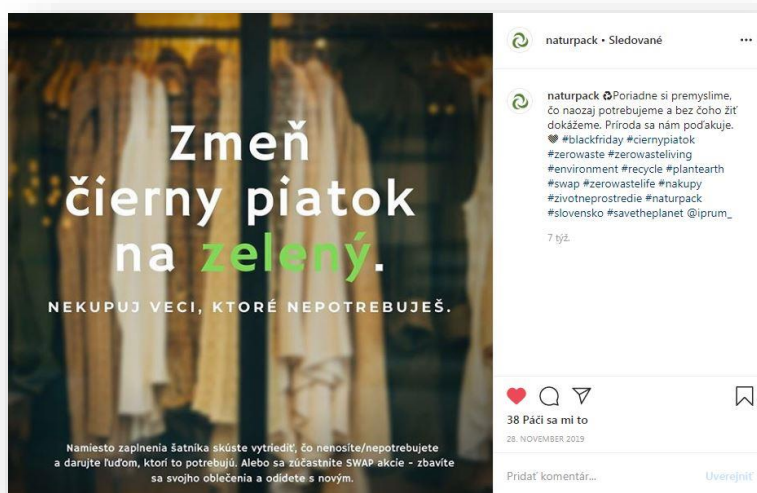 Zmeň
čierny piatok
na zelený.
NEKUPUJ VECI, KTORÉ NEPOTREBUJEŠ.
Namiesto zaplnenia šatníka skúste vytriediť, čo nenosíte/nepotrebujete
a darujte ľuďom, ktorí to potrebujú. Alebo sa zúčastnite SWAP akcie - zbavíte
sa svojho oblečenia a odídete s novým.
naturpack • Sledované
naturpack ♻Poriadne si premyslime,
čo naozaj potrebujeme a bez čoho žiť
dokážeme. Príroda sa nám poďakuje.
🖤 #blackfriday #ciernypiatok
#zerowaste #zerowasteliving
#environment #recycle #plantearth
#swap #zerowastelife #nakupy
#zivotneprostredie #naturpack
#slovensko #savetheplanet @iprum_
7 týž.
38 Páči sa mi to
28. NOVEMBER 2019
Pridať komentár...
Uverejniť